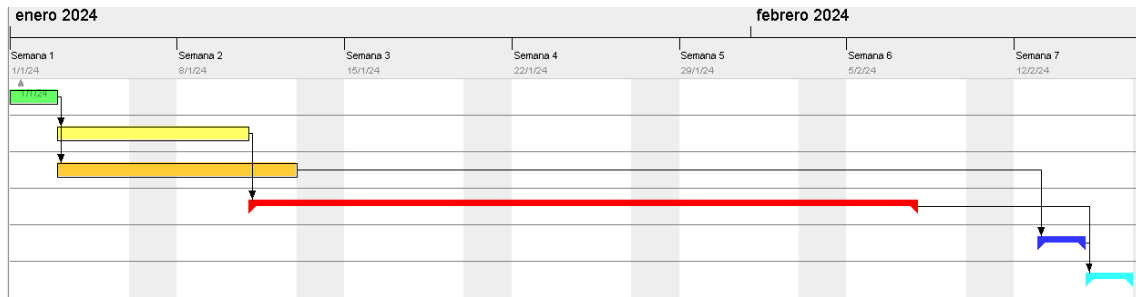 enero 2024 febrero 2024
Semana 1 Semana 2 Semana 3 Semana 4 Semana 5 Semana 6 Semana 7
1/1/24 8/1/24 15/1/24 22/1/24 29/1/24 5/2/24 12/2/24
1/1/24